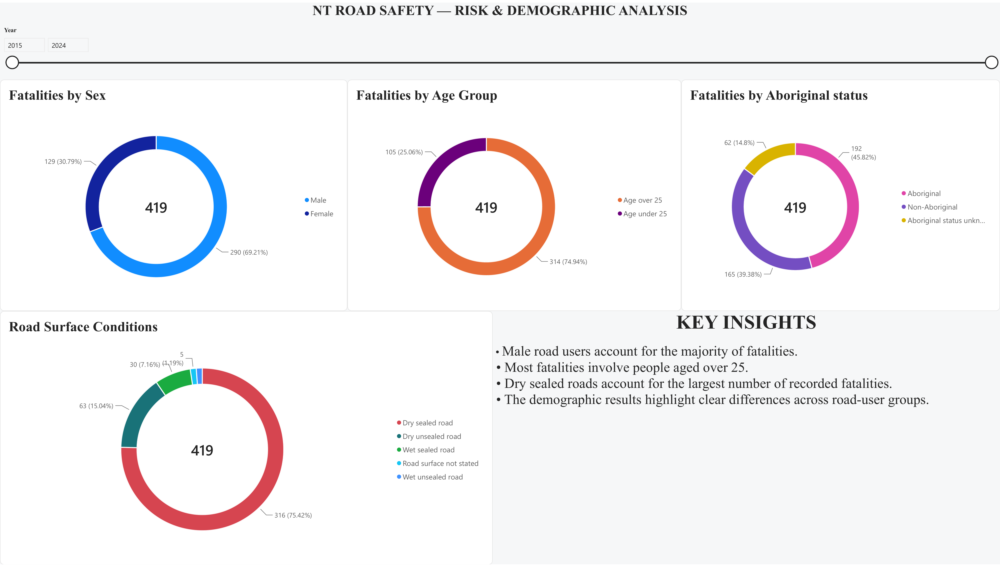 NT ROAD SAFETY — RISK & DEMOGRAPHIC ANALYSIS
Year
2015
2024
Fatalities by Sex
129 (30.79%)
419
290 (69.21%)
Male
Female
Fatalities by Age Group
105 (25.06%)
419
314 (74.94%)
Age over 25
Age under 25
Fatalities by Aboriginal status
62 (14.8%)
192
(45.82%)
419
165 (39.38%)
Aboriginal
Non-Aboriginal
Aboriginal status unkn...
Road Surface Conditions
5
(1.19%)
30 (7.16%)
63 (15.04%)
419
316 (75.42%)
Dry sealed road
Dry unsealed road
Wet sealed road
Road surface not stated
Wet unsealed road
KEY INSIGHTS
• Male road users account for the majority of fatalities.
• Most fatalities involve people aged over 25.
• Dry sealed roads account for the largest number of recorded fatalities.
• The demographic results highlight clear differences across road-user groups.